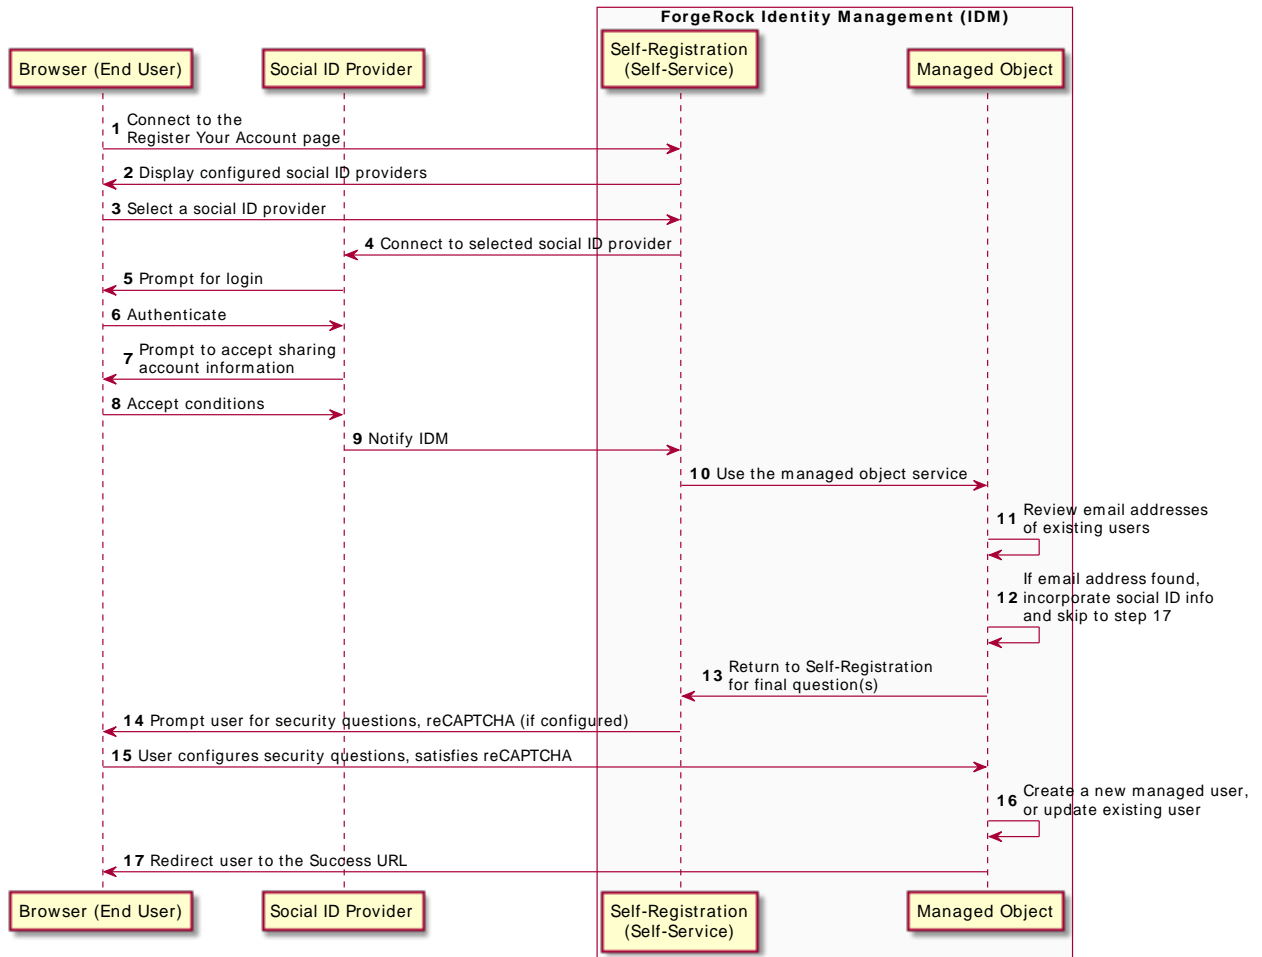 ForgeRock Identity Management (IDM)
Browser (End User)
Social ID Provider
Self-Registration
(Self-Service)
Managed Object
1 Connect to the
Register Your Account page
2 Display configured social ID providers
3 Select a social ID provider
4 Connect to selected social ID provider
5 Prompt for login
6 Authenticate
7 Prompt to accept sharing
account information
8 Accept conditions
9 Notify IDM
10 Use the managed object service
11 Review email addresses
of existing users
12 If email address found,
incorporate social ID info
and skip to step 17
13 Return to Self-Registration
for final question(s)
14 Prompt user for security questions, reCAPTCHA (if configured)
15 User configures security questions, satisfies reCAPTCHA
16 Create a new managed user,
or update existing user
17 Redirect user to the Success URL
Browser (End User)
Social ID Provider
Self-Registration
(Self-Service)
Managed Object